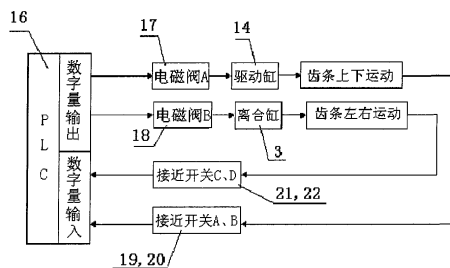 16
17
14
PLC
数字量输出
电磁阀A
驱动缸
齿条上下运动
电磁阀B
离合缸
齿条左右运动
18
3
数字量输入
接近开关C、D
21, 22
接近开关A、B
19, 20